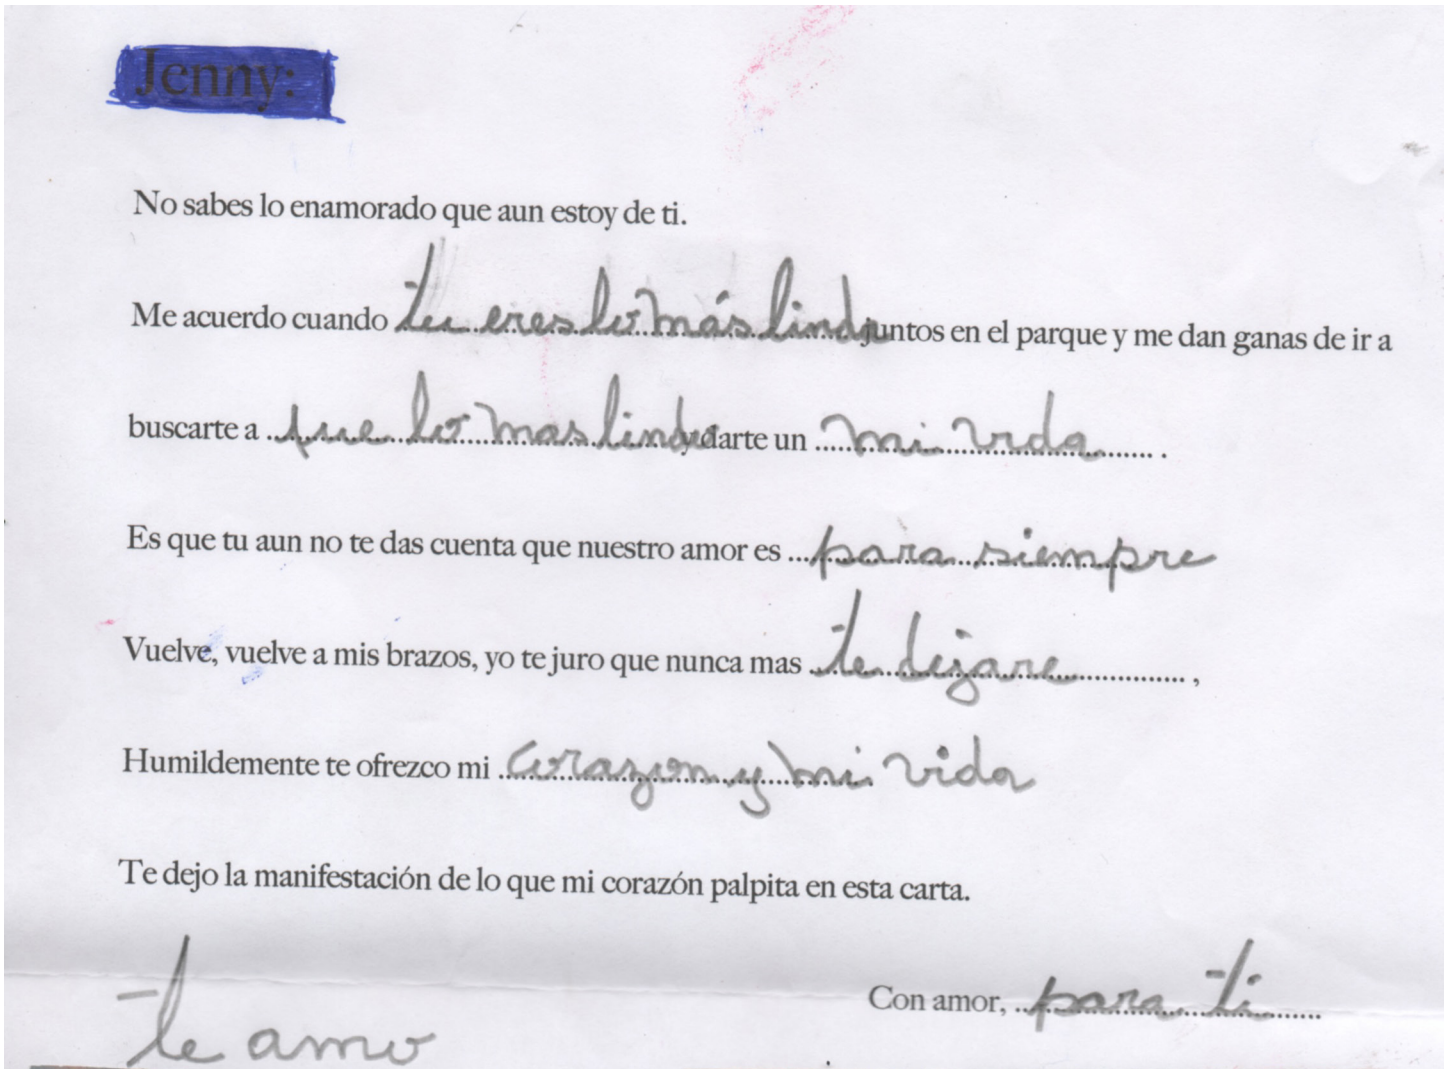 Jenny:
No sabes lo enamorado que aun estoy de ti.
Me acuerdo cuando tu eres lo más lind juntos en el parque y me dan ganas de ir a
buscarte a que lo mas lindo y darte un mi vida .
Es que tu aun no te das cuenta que nuestro amor es ... para siempre
Vuelve, vuelve a mis brazos, yo te juro que nunca mas te dejare ,
Humildemente te ofrezco mi corazon y mi vida
Te dejo la manifestación de lo que mi corazón palpita en esta carta.
Con amor, para ti
te amo